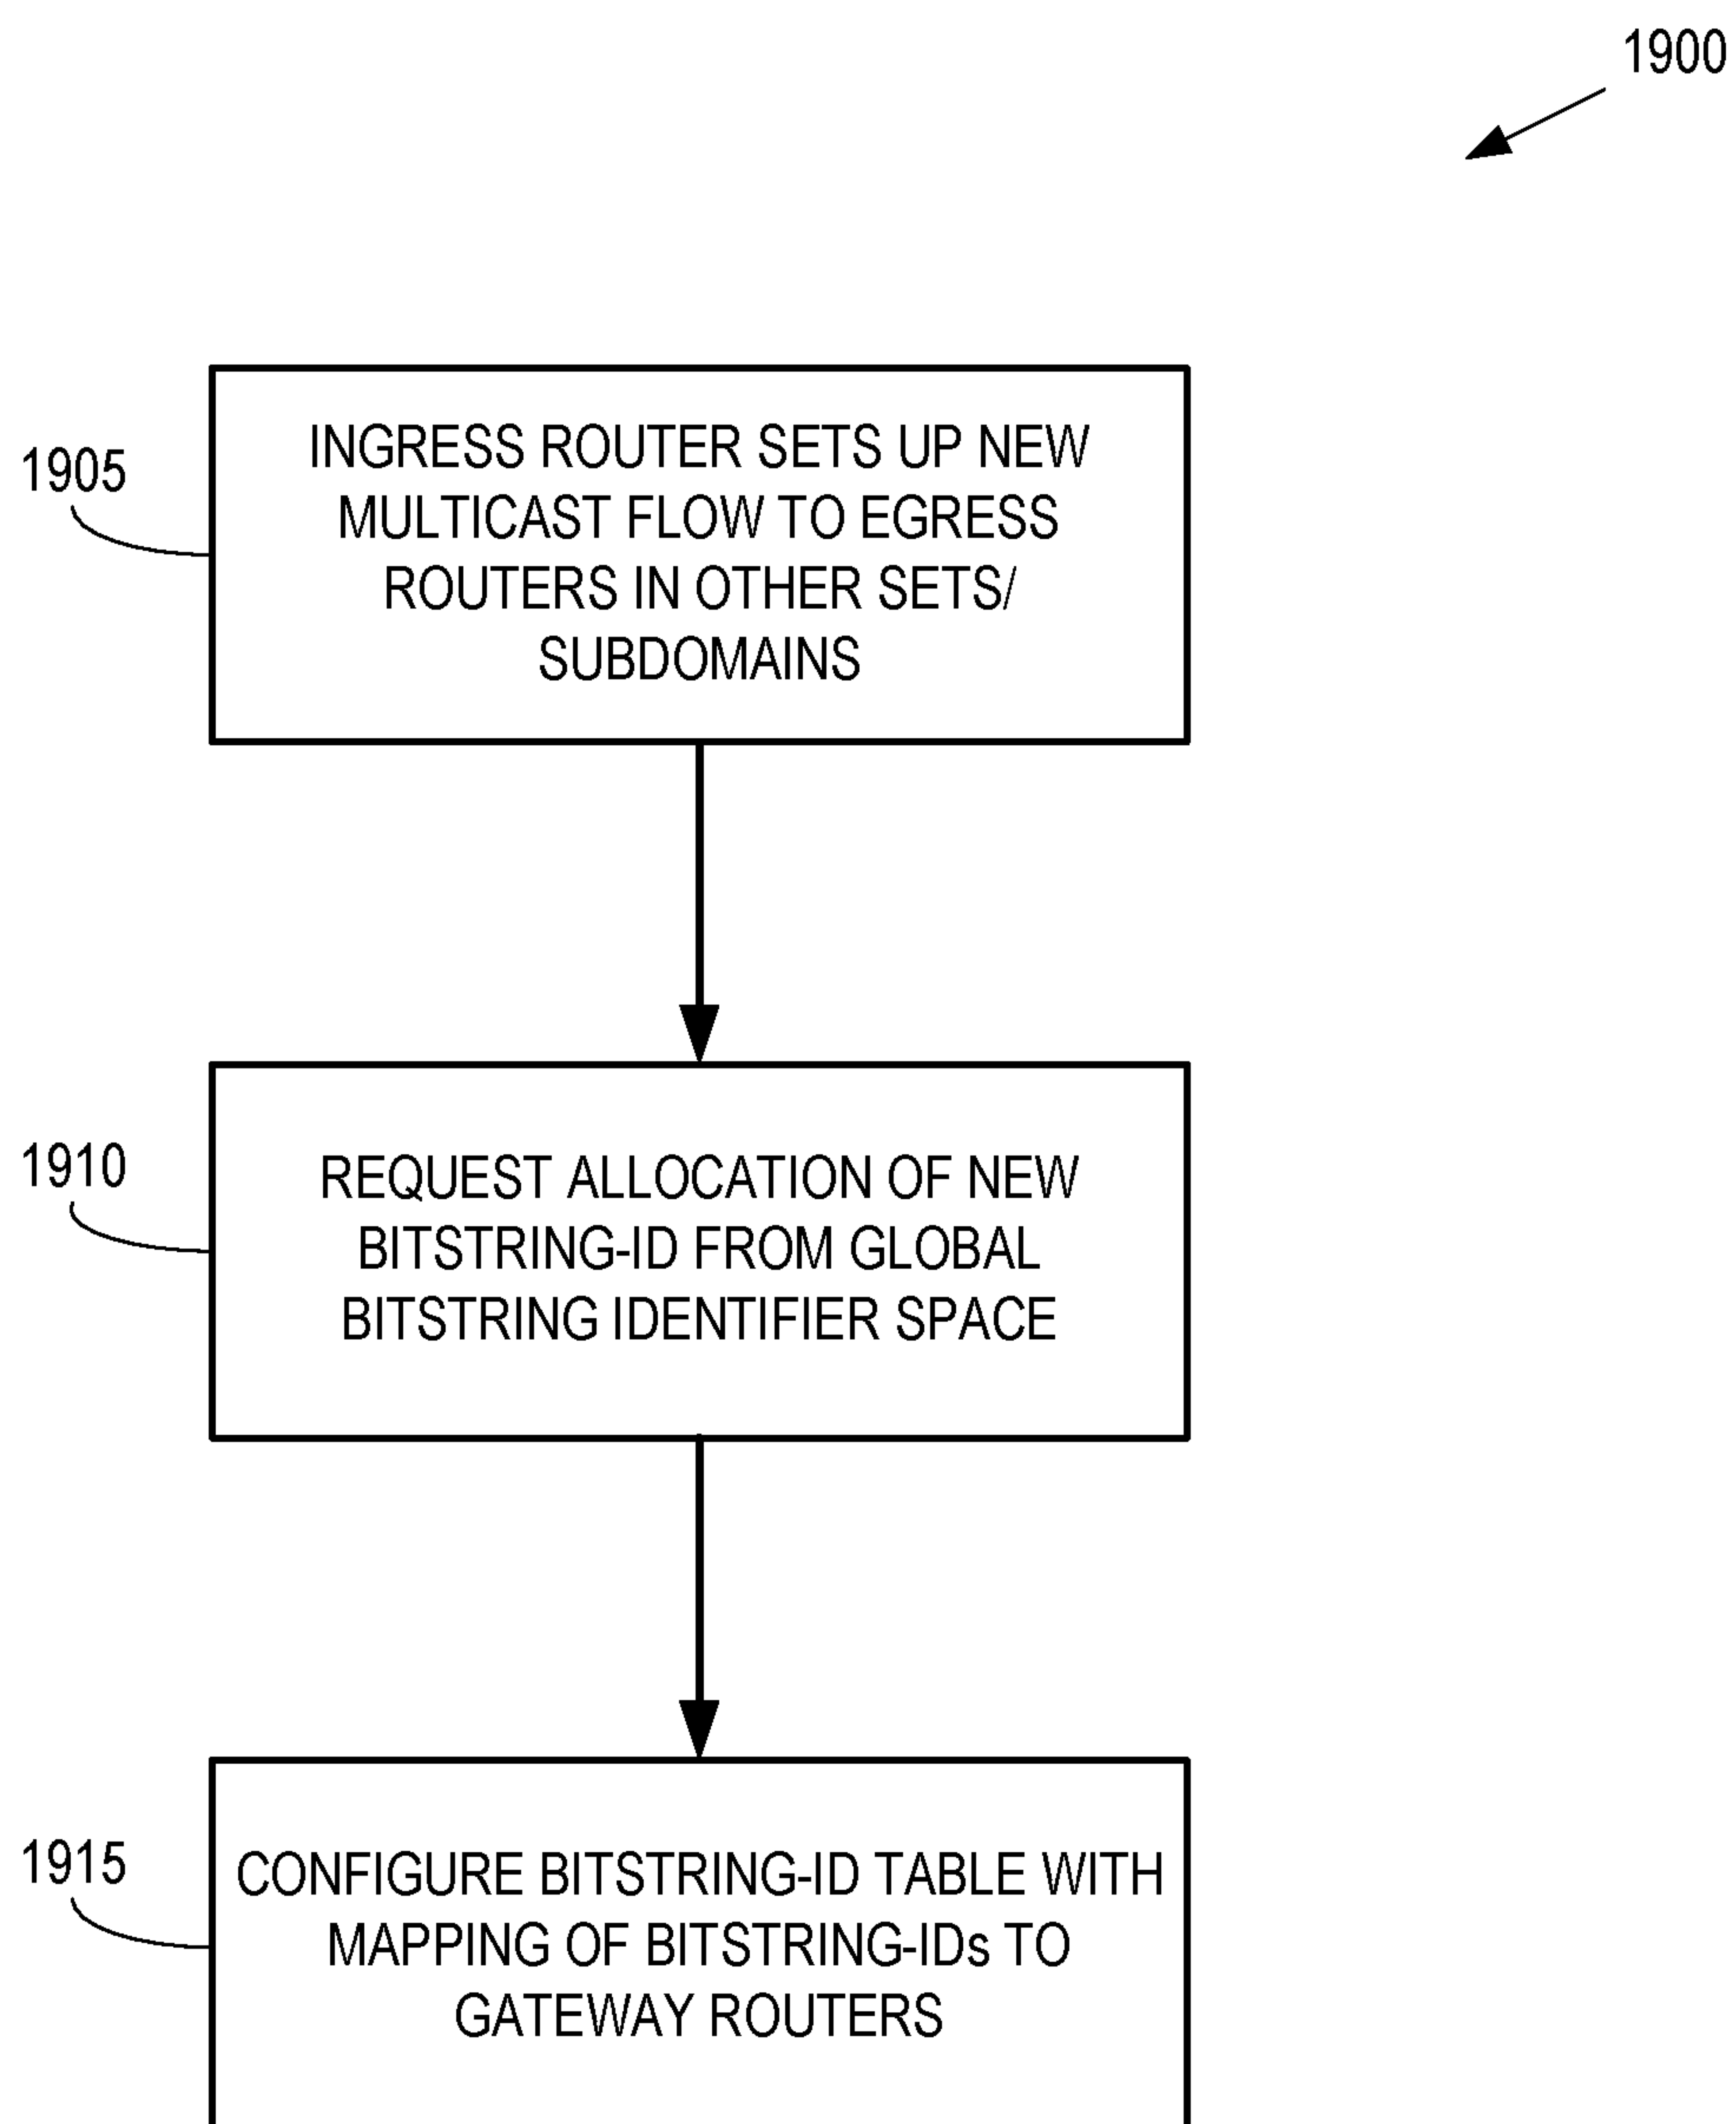 1900
1905
INGRESS ROUTER SETS UP NEW
MULTICAST FLOW TO EGRESS
ROUTERS IN OTHER SETS/
SUBDOMAINS
1910
REQUEST ALLOCATION OF NEW
BITSTRING-ID FROM GLOBAL
BITSTRING IDENTIFIER SPACE
1915
CONFIGURE BITSTRING-ID TABLE WITH
MAPPING OF BITSTRING-IDs TO
GATEWAY ROUTERS